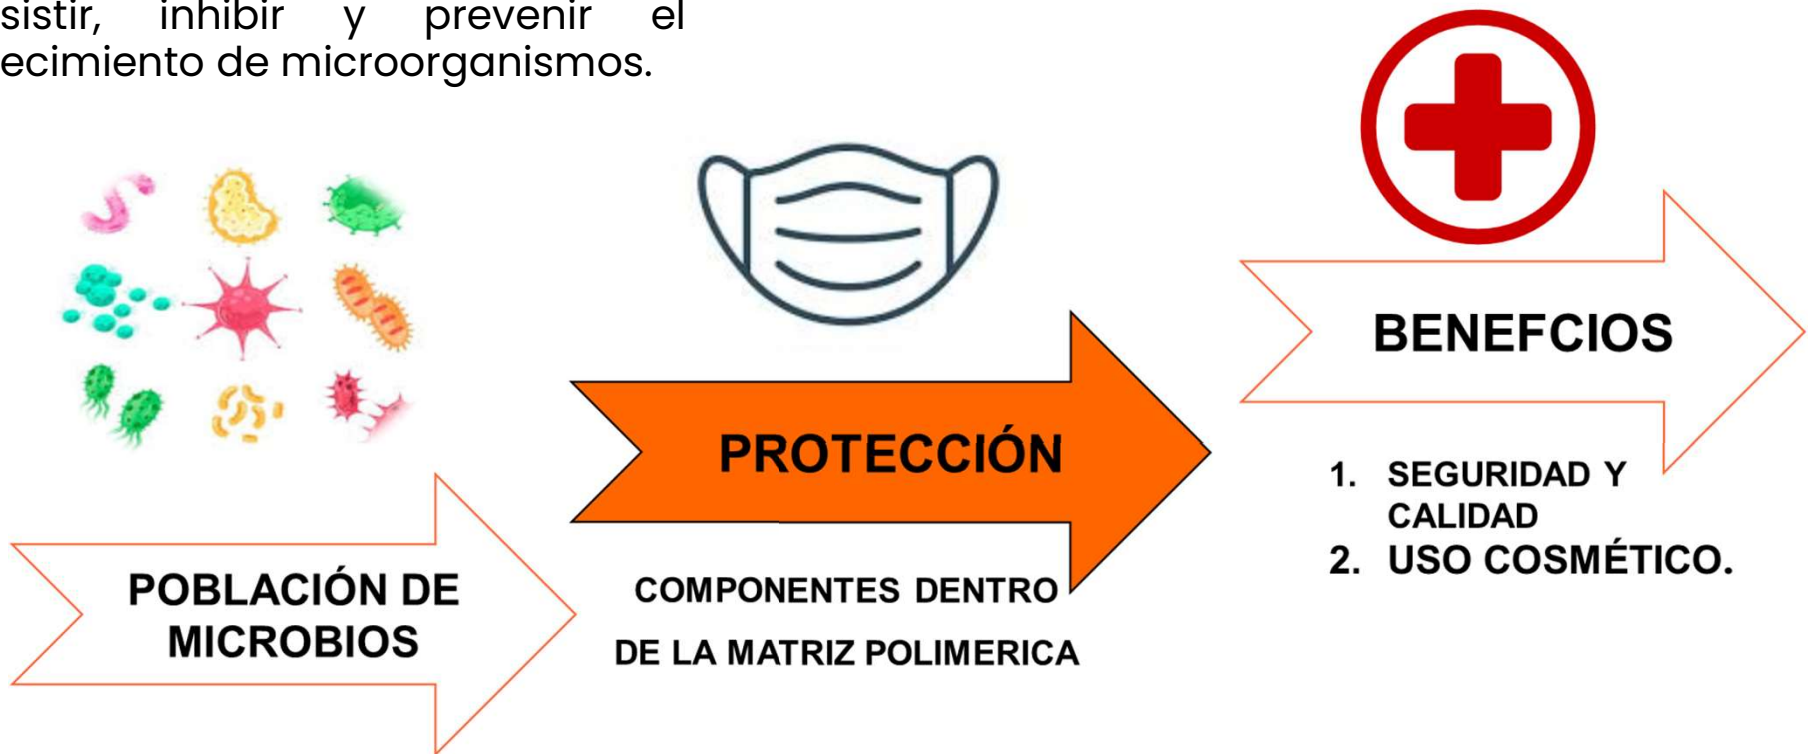 sistir, inhibir y prevenir el
ecimiento de microorganismos.
POBLACIÓN DE
MICROBIOS
PROTECCIÓN
COMPONENTES DENTRO
DE LA MATRIZ POLIMERICA
BENEFCIOS
1. SEGURIDAD Y
CALIDAD
2. USO COSMÉTICO.